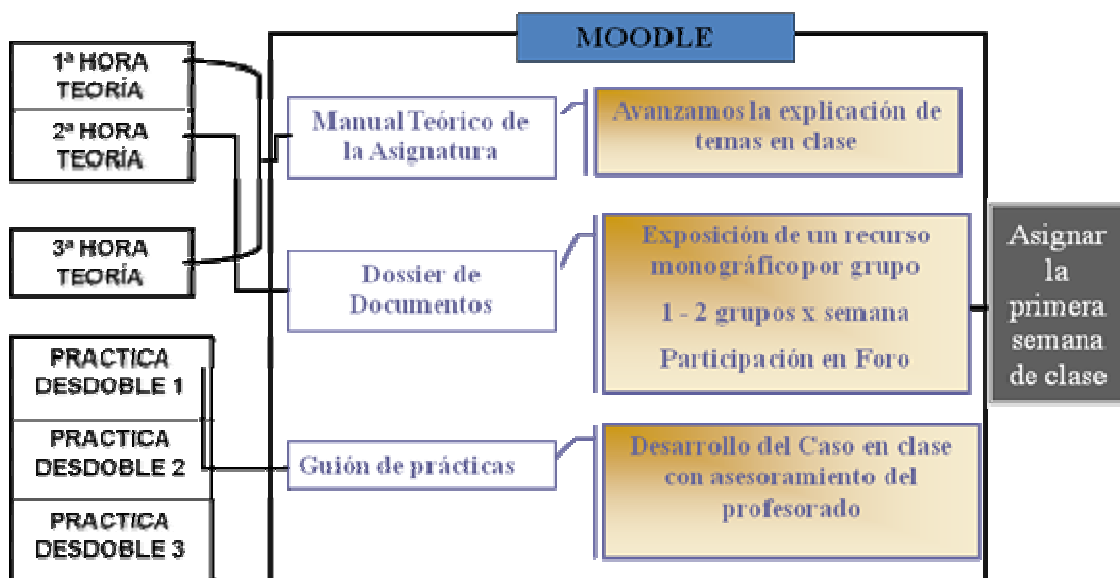 MOODLE
1ª HORA
TEORÍA
2ª HORA
TEORÍA
3ª HORA
TEORÍA
PRACTICA
DESDOBLE 1
PRACTICA
DESDOBLE 2
PRACTICA
DESDOBLE 3
Manual Teórico de
la Asignatura
Dossier de
Documentos
Guión de prácticas
Avanzamos la explicación de
temas en clase
Exposición de un recurso
monográfico por grupo
1 - 2 grupos x semana
Participación en Foro
Desarrollo del Caso en clase
con asesoramiento del
profesorado
Asignar
la
primera
semana
de clase